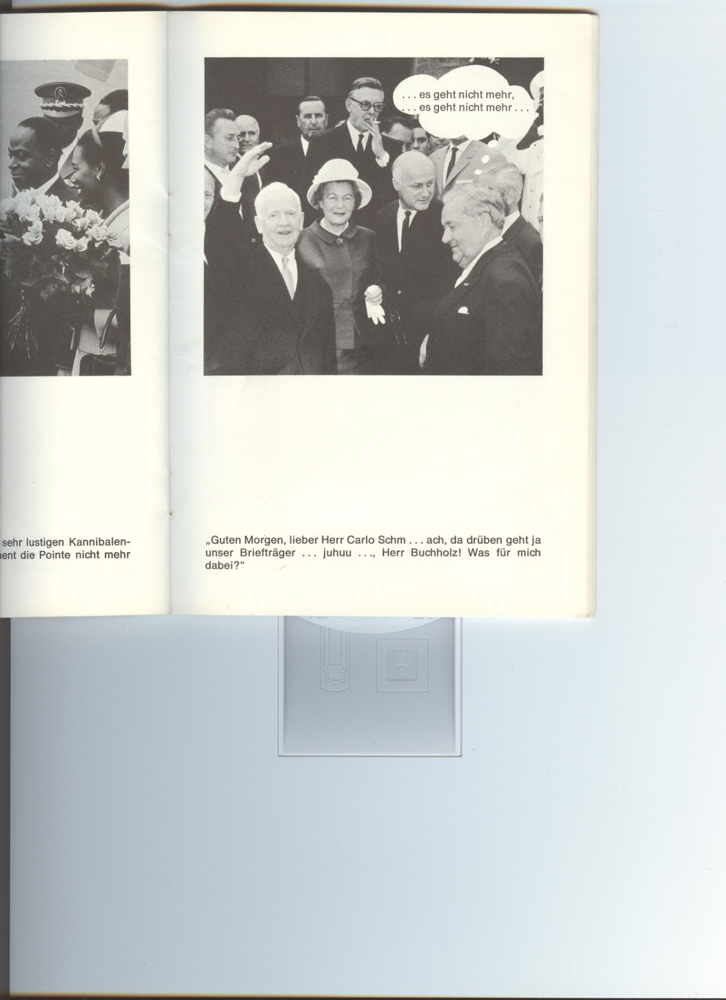 . . . es geht nicht mehr,
. . . es geht nicht mehr . . .
sehr lustigen Kannibalen-
die Pointe nicht mehr
„Guten Morgen, lieber Herr Carlo Schm . . . ach, da drüben geht ja
unser Briefträger . . . juhuu . . ., Herr Buchholz! Was für mich
dabei?“